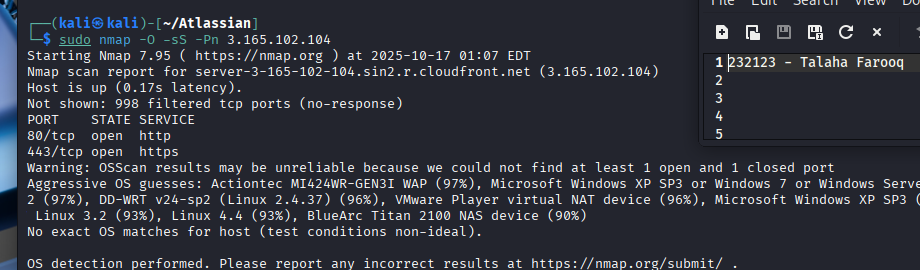 File Edit Search View Docu
┌──(kali㉿kali)-[~/Atlassian]
└─$ sudo nmap -O -sS -Pn 3.165.102.104
Starting Nmap 7.95 ( https://nmap.org ) at 2025-10-17 01:07 EDT
Nmap scan report for server-3-165-102-104.sin2.r.cloudfront.net (3.165.102.104)
Host is up (0.17s latency).
Not shown: 998 filtered tcp ports (no-response)
PORT    STATE SERVICE
80/tcp  open  http
443/tcp open  https
Warning: OSScan results may be unreliable because we could not find at least 1 open and 1 closed port
Aggressive OS guesses: Actiontec MI424WR-GEN3I WAP (97%), Microsoft Windows XP SP3 or Windows 7 or Windows Serve
2 (97%), DD-WRT v24-sp2 (Linux 2.4.37) (96%), VMware Player virtual NAT device (96%), Microsoft Windows XP SP3 (
Linux 3.2 (93%), Linux 4.4 (93%), BlueArc Titan 2100 NAS device (90%)
No exact OS matches for host (test conditions non-ideal).
OS detection performed. Please report any incorrect results at https://nmap.org/submit/ .
1 232123 - Talaha Farooq
2
3
4
5